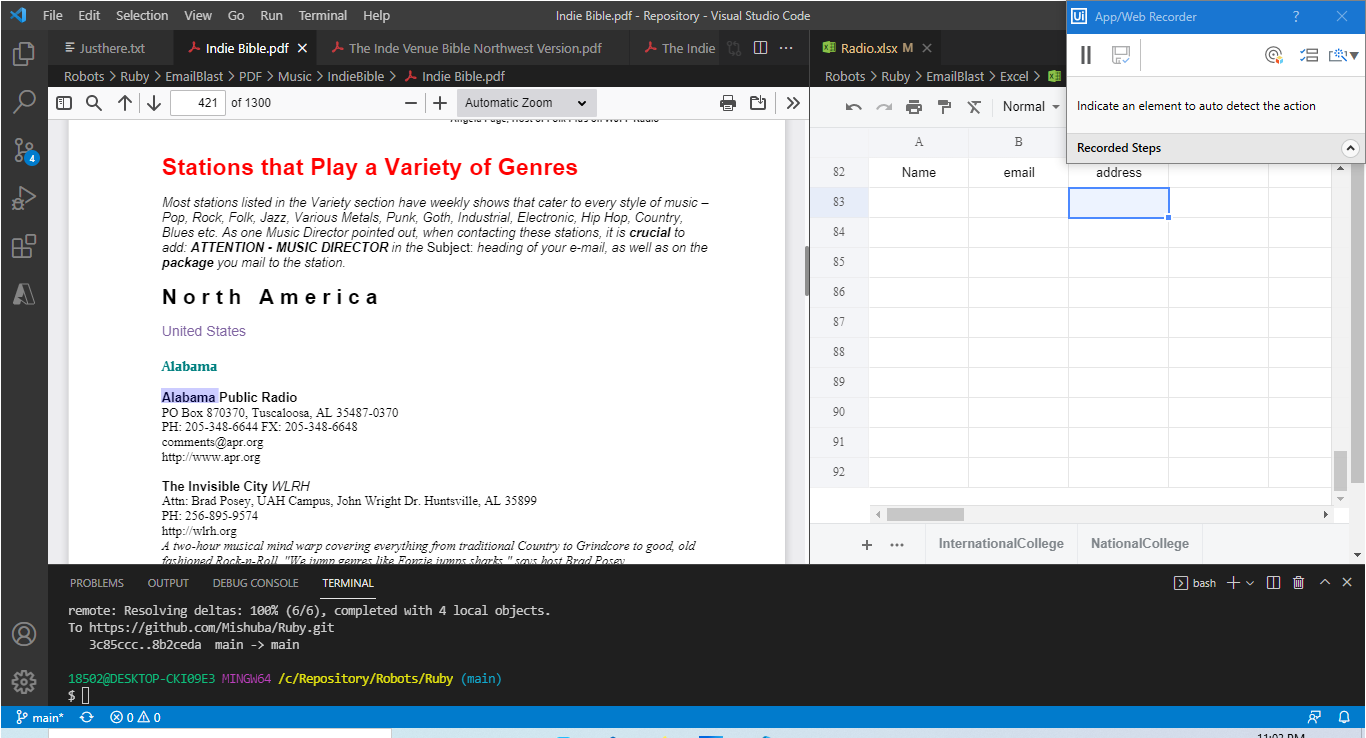 File Edit Selection View Go Run Terminal Help Indie Bible.pdf - Repository - Visual Studio Code
Ui App/Web Recorder ?
Justhere.txt Indie Bible.pdf The Inde Venue Bible Northwest Version.pdf The Indie
Radio.xlsx M
Robots > Ruby > EmailBlast > PDF > Music > IndieBible > Indie Bible.pdf
Robots > Ruby > EmailBlast > Excel >
421 of 1300 Automatic Zoom
Normal
Indicate an element to auto detect the action
Recorded Steps
Stations that Play a Variety of Genres
Most stations listed in the Variety section have weekly shows that cater to every style of music –
Pop, Rock, Folk, Jazz, Various Metals, Punk, Goth, Industrial, Electronic, Hip Hop, Country,
Blues etc. As one Music Director pointed out, when contacting these stations, it is crucial to
add: ATTENTION - MUSIC DIRECTOR in the Subject: heading of your e-mail, as well as on the
package you mail to the station.
North America
United States
Alabama
Alabama Public Radio
PO Box 870370, Tuscaloosa, AL 35487-0370
PH: 205-348-6644 FX: 205-348-6648
comments@apr.org
http://www.apr.org
The Invisible City WLRH
Attn: Brad Posey, UAH Campus, John Wright Dr. Huntsville, AL 35899
PH: 256-895-9574
http://wlrh.org
A two-hour musical mind warp covering everything from traditional Country to Grindcore to good, old
fashioned Rock-n-Roll. "We jump genres like Fonzie jumps sharks," says host Brad Posey.
A B
82 Name email address
83
84
85
86
87
88
89
90
91
92
+ InternationalCollege NationalCollege
4
PROBLEMS OUTPUT DEBUG CONSOLE TERMINAL
bash
remote: Resolving deltas: 100% (6/6), completed with 4 local objects.
To https://github.com/Mishuba/Ruby.git
3c85ccc..8b2ceda main -> main
18502@DESKTOP-CKI09E3 MINGW64 /c/Repository/Robots/Ruby (main)
$
main* 0 0